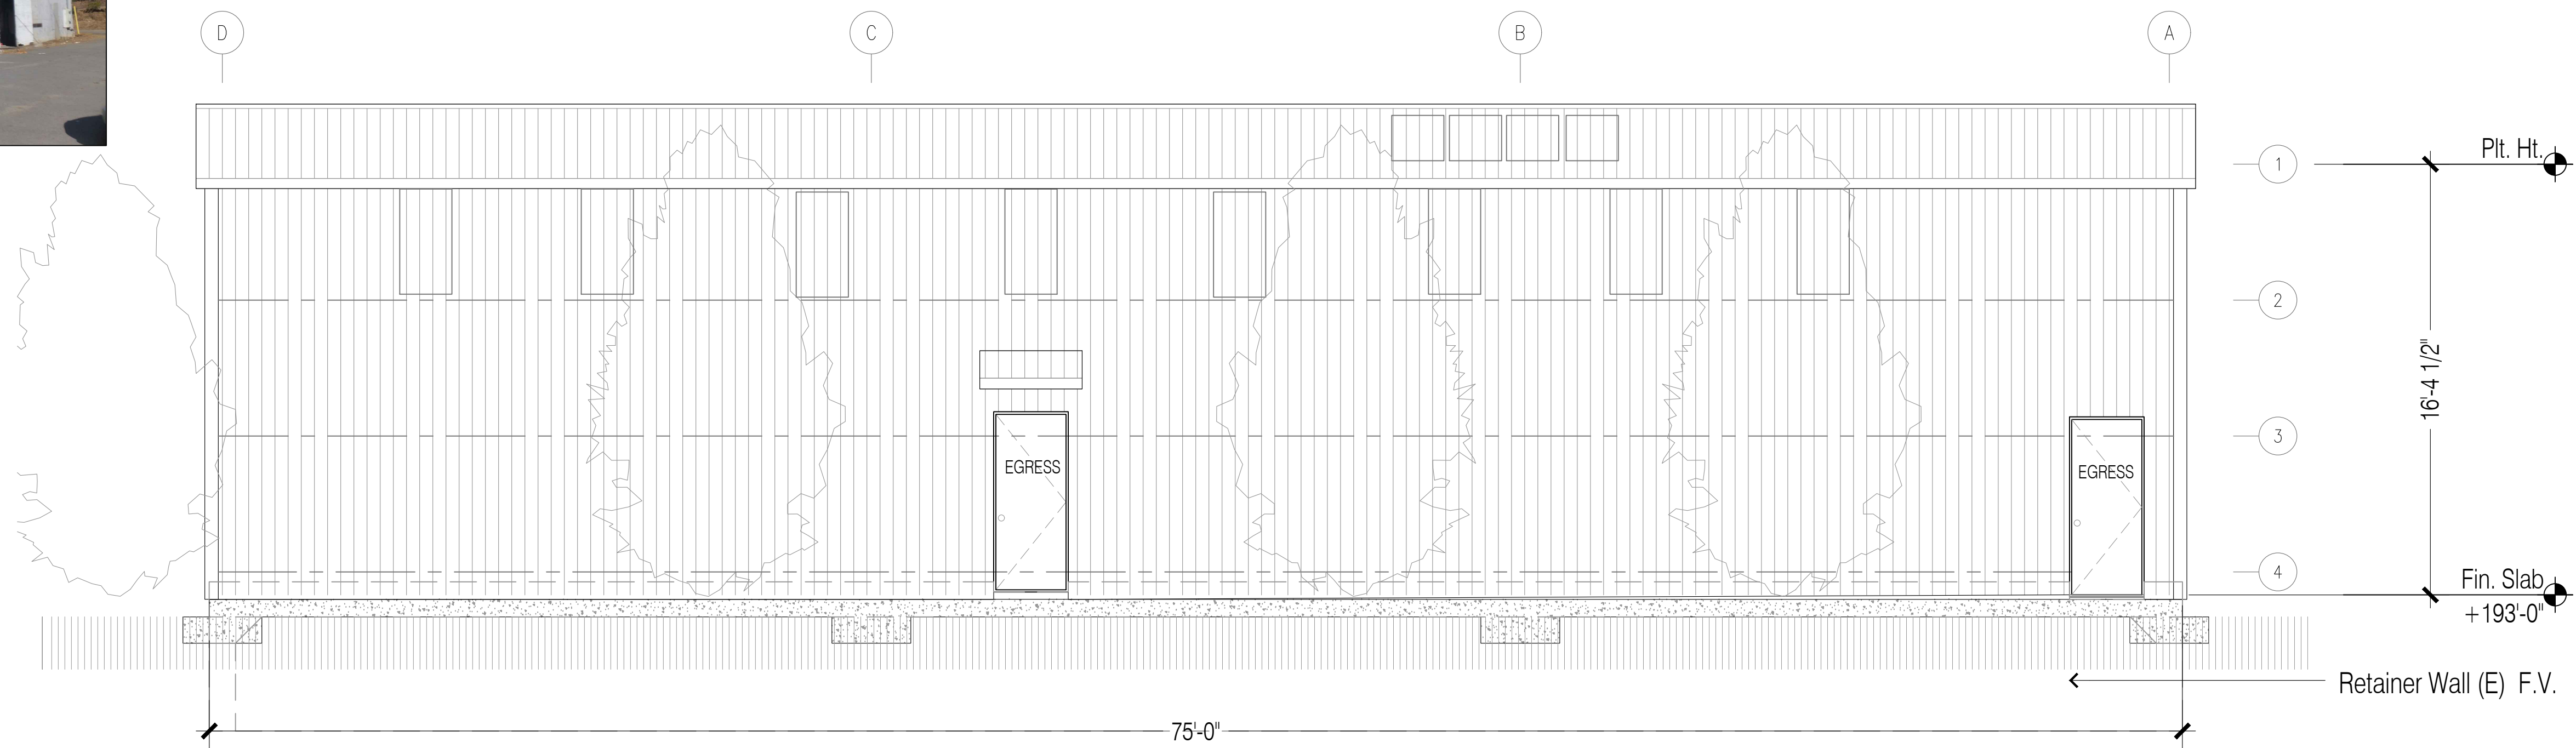 D
C
B
A
Plt. Ht.
1
2
16'-4 1/2"
3
EGRESS
EGRESS
4
Fin. Slab
+193'-0"
Retainer Wall (E) F.V.
75'-0"